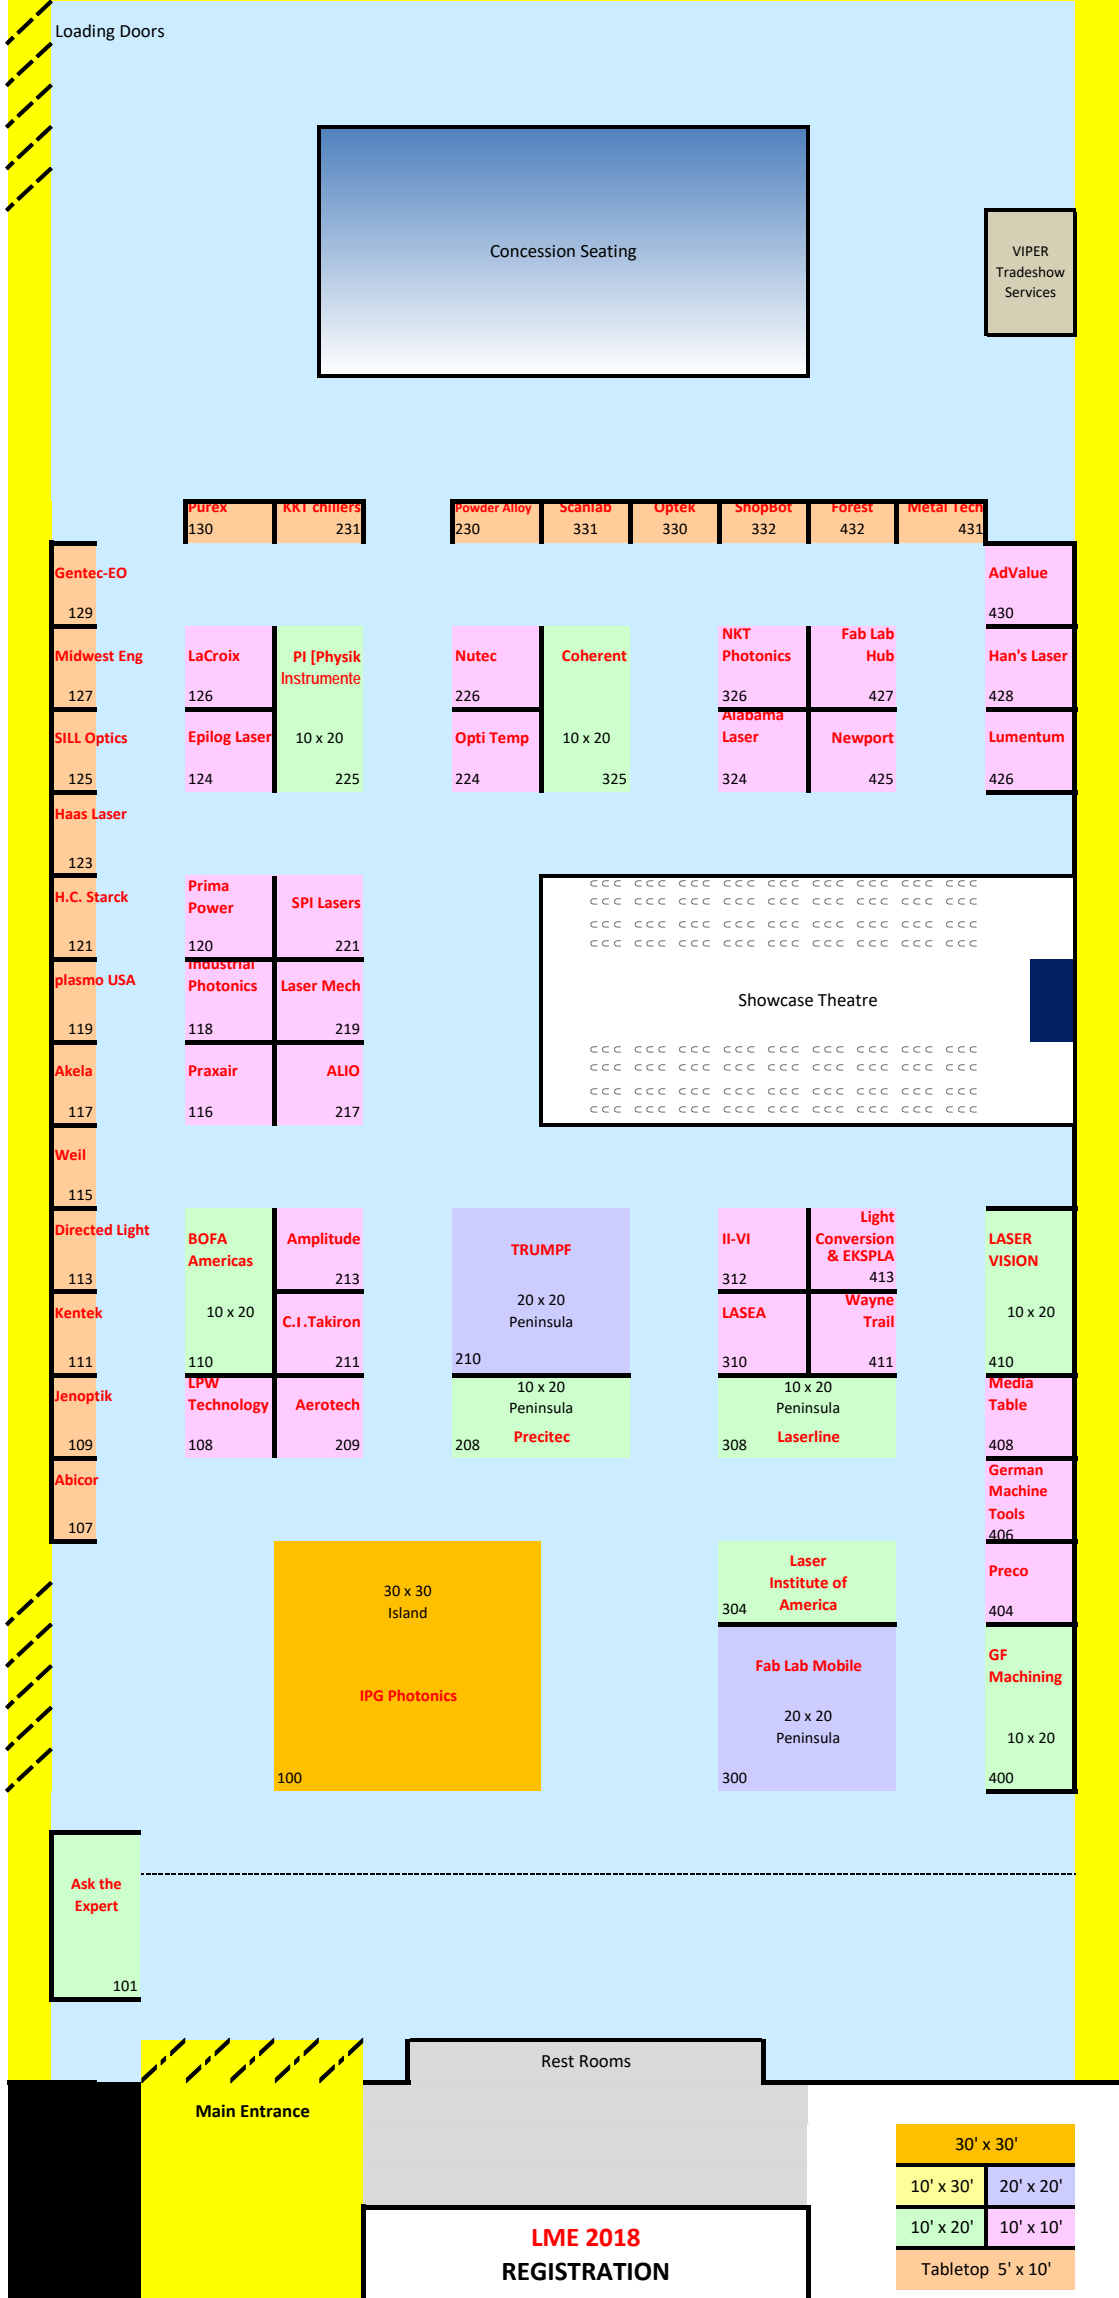 Loading Doors
Concession Seating
VIPER
Tradeshow
Services
Purex
130
KKT chillers
231
Powder Alloy
230
Scanlab
331
Optek
330
ShopBot
332
Forest
432
Metal Tech
431
Gentec-EO
129
AdValue
430
Midwest Eng
127
LaCroix
126
PI [Physik
Instrumente
10 x 20
225
Nutec
226
Coherent
10 x 20
325
NKT
Photonics
326
Fab Lab
Hub
427
Han's Laser
428
SILL Optics
125
Epilog Laser
124
Opti Temp
224
Alabama
Laser
324
Newport
425
Lumentum
426
Haas Laser
123
H.C. Starck
121
Prima
Power
120
SPI Lasers
221
plasmo USA
119
Industrial
Photonics
118
Laser Mech
219
Showcase Theatre
Akela
117
Praxair
116
ALIO
217
Weil
115
Directed Light
113
BOFA
Americas
10 x 20
110
Amplitude
213
TRUMPF
20 x 20
Peninsula
210
II-VI
312
Light
Conversion
& EKSPLA
413
LASER
VISION
10 x 20
410
Kentek
111
C.I.Takiron
211
LASEA
310
Wayne
Trail
411
Jenoptik
109
LPW
Technology
108
Aerotech
209
10 x 20
Peninsula
208
Precitec
10 x 20
Peninsula
308
Laserline
Media
Table
408
Abicor
107
German
Machine
Tools
406
30 x 30
Island
IPG Photonics
100
Laser
Institute of
America
304
Preco
404
Fab Lab Mobile
20 x 20
Peninsula
300
GF
Machining
10 x 20
400
Ask the
Expert
101
Rest Rooms
Main Entrance
30' x 30'
10' x 30'
20' x 20'
10' x 20'
10' x 10'
Tabletop 5' x 10'
LME 2018
REGISTRATION